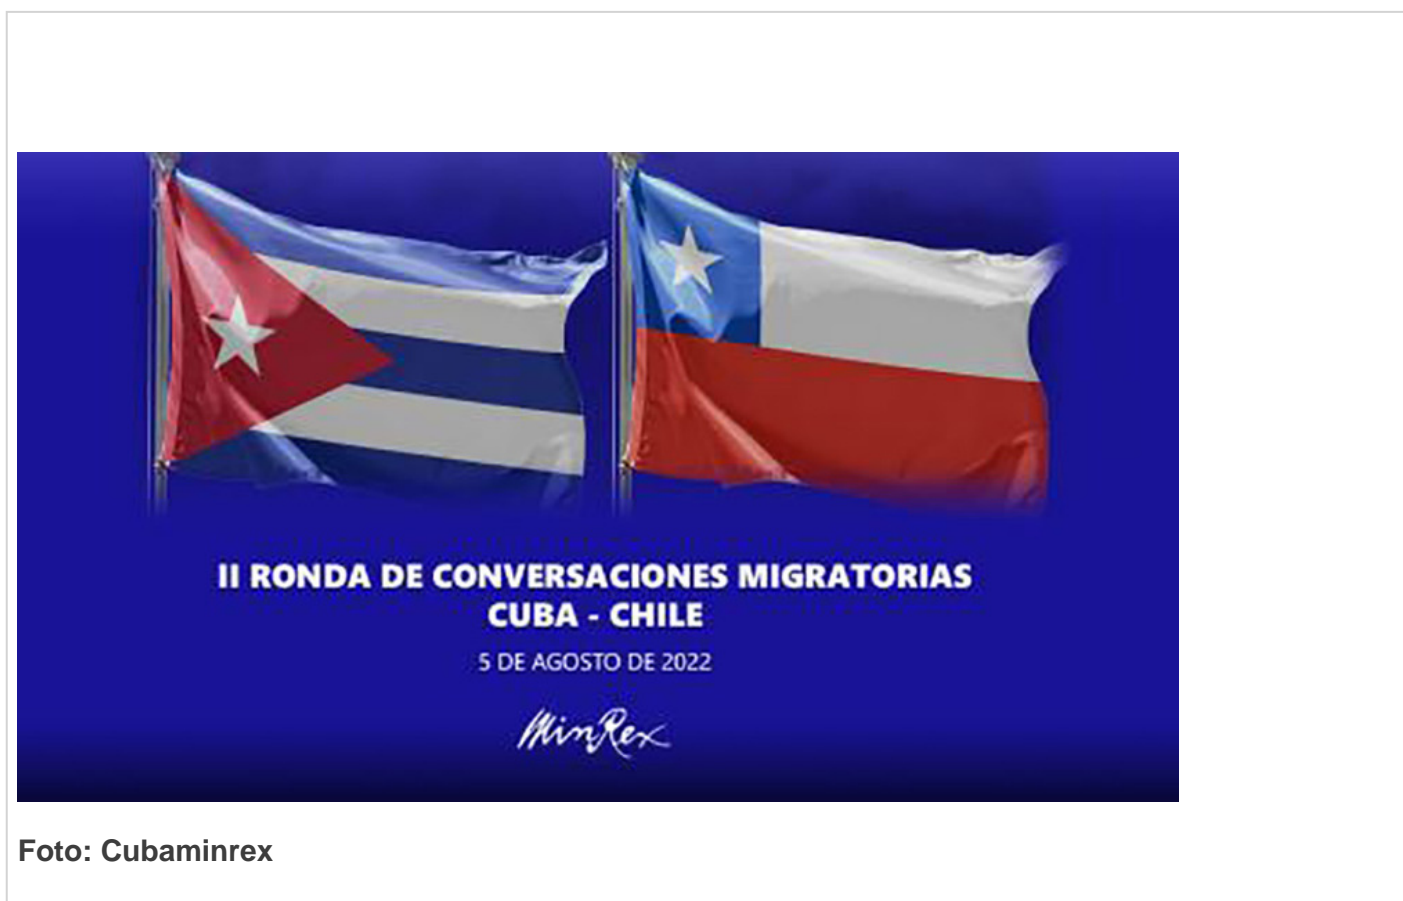 II RONDA DE CONVERSACIONES MIGRATORIAS
CUBA - CHILE
5 DE AGOSTO DE 2022
MinRex
Foto: Cubaminrex